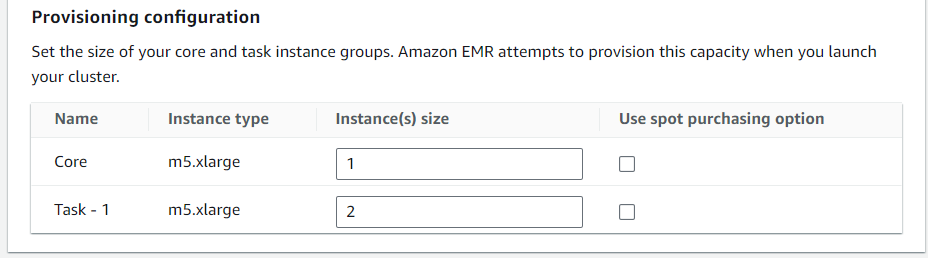 Provisioning configuration
Set the size of your core and task instance groups. Amazon EMR attempts to provision this capacity when you launch
your cluster.
Name Instance type Instance(s) size Use spot purchasing option
Core m5.xlarge 1
Task - 1 m5.xlarge 2